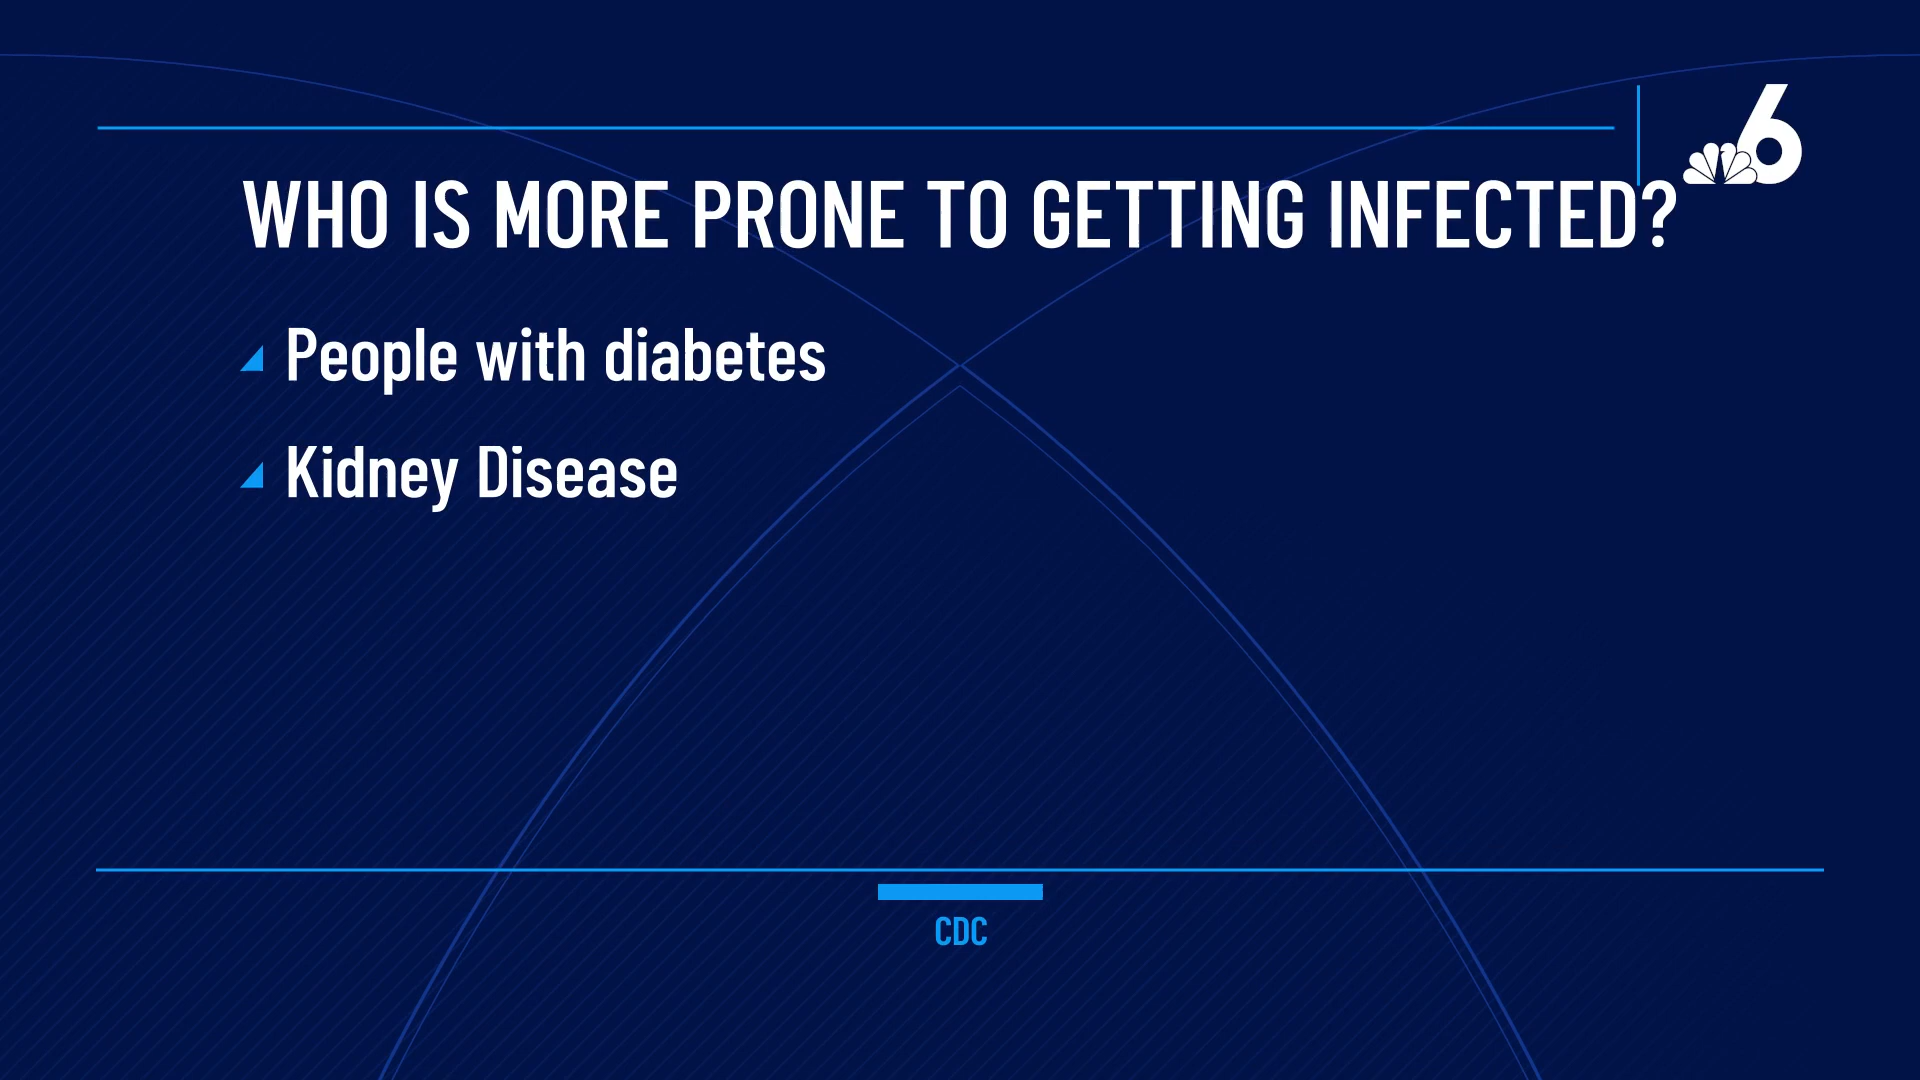 6
WHO IS MORE PRONE TO GETTING INFECTED?
People with diabetes
Kidney Disease
CDC